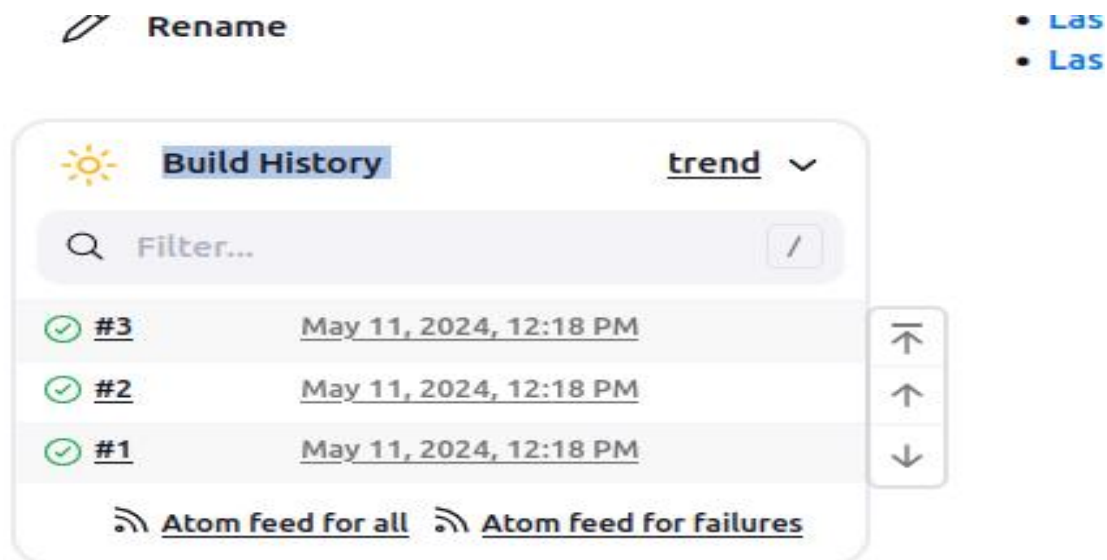 Rename
Las
Las
Build History trend
Filter... /
#3 May 11, 2024, 12:18 PM
#2 May 11, 2024, 12:18 PM
#1 May 11, 2024, 12:18 PM
Atom feed for all Atom feed for failures